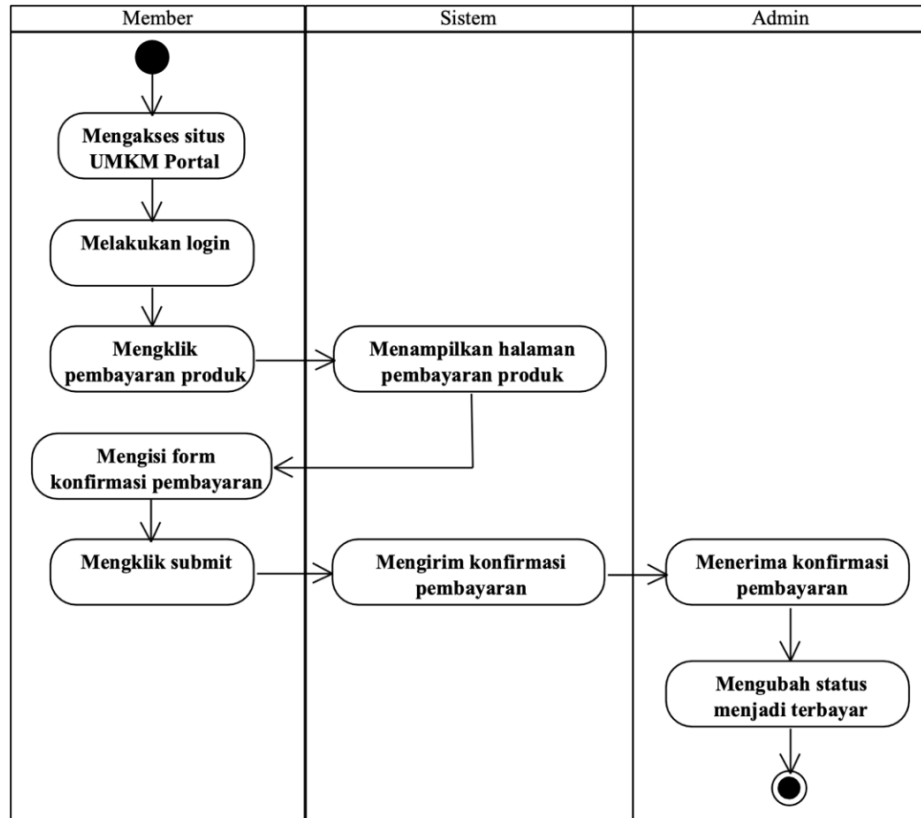 Member
Sistem
Admin
Mengakses situs
UMKM Portal
Melakukan login
Mengklik
pembayaran produk
Menampilkan halaman
pembayaran produk
Mengisi form
konfirmasi pembayaran
Mengklik submit
Mengirim konfirmasi
pembayaran
Menerima konfirmasi
pembayaran
Mengubah status
menjadi terbayar